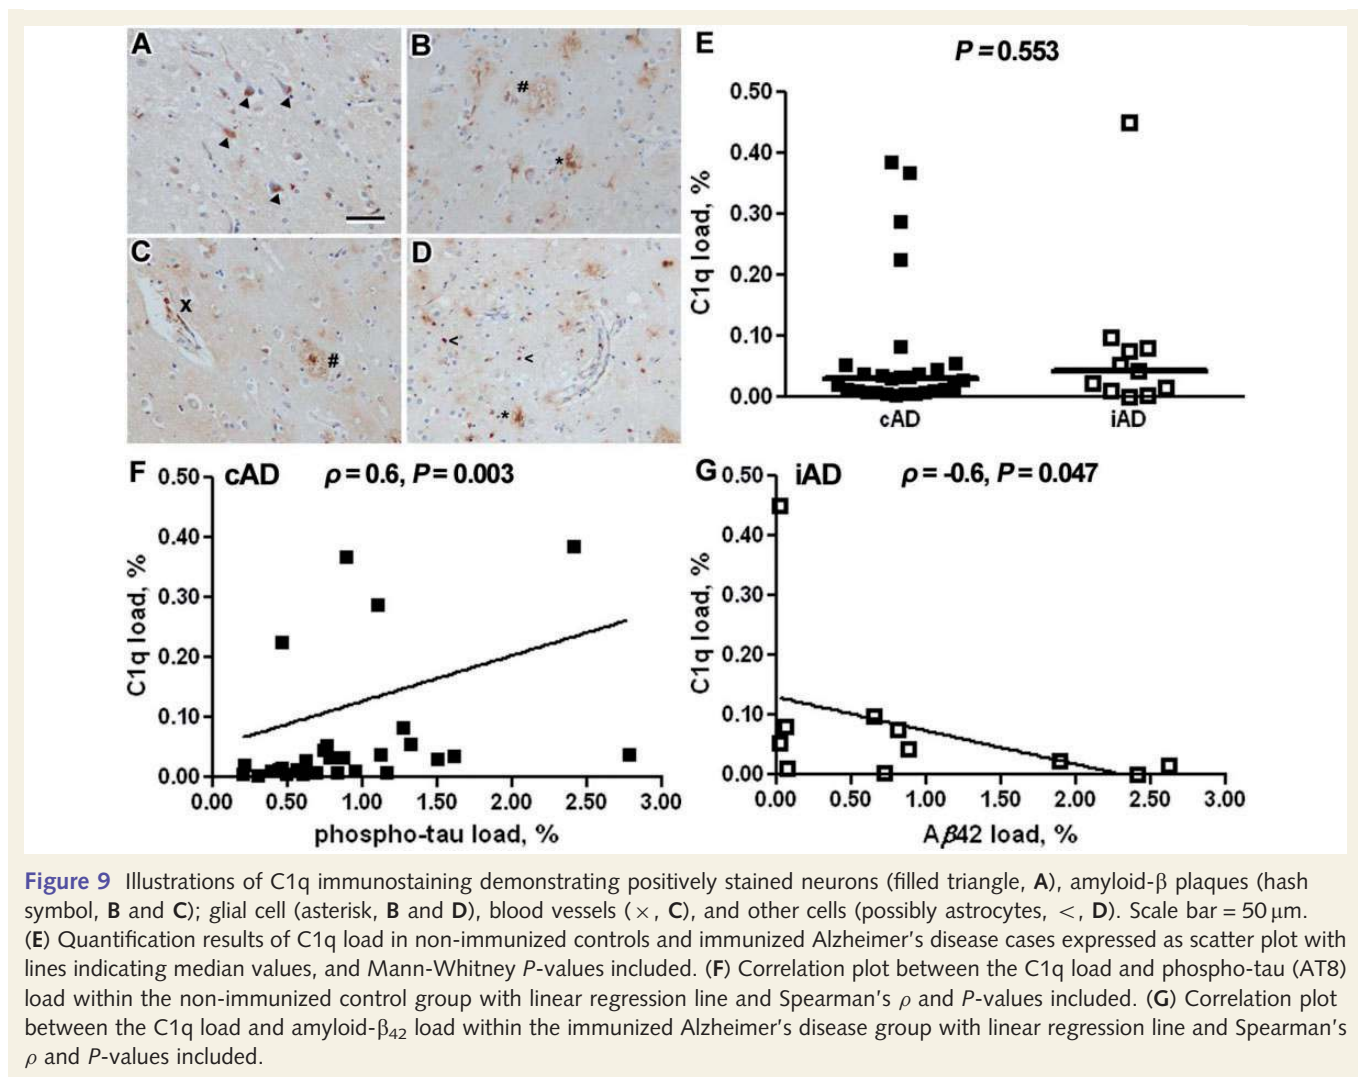 A
B
#
*
C
x
#
D
<
<
*
E
P = 0.553
0.50
0.40
0.30
0.20
0.10
0.00
C1q load, %
cAD
iAD
F
cAD
ρ = 0.6, P = 0.003
0.50
0.40
0.30
0.20
0.10
0.00
C1q load, %
0.00 0.50 1.00 1.50 2.00 2.50 3.00
phospho-tau load, %
G
iAD
ρ = -0.6, P = 0.047
0.50
0.40
0.30
0.20
0.10
0.00
C1q load, %
0.00 0.50 1.00 1.50 2.00 2.50 3.00
Aβ42 load, %
Figure 9 Illustrations of C1q immunostaining demonstrating positively stained neurons (filled triangle, A), amyloid-β plaques (hash
symbol, B and C); glial cell (asterisk, B and D), blood vessels (×, C), and other cells (possibly astrocytes, <, D). Scale bar = 50 μm.
(E) Quantification results of C1q load in non-immunized controls and immunized Alzheimer's disease cases expressed as scatter plot with
lines indicating median values, and Mann-Whitney P-values included. (F) Correlation plot between the C1q load and phospho-tau (AT8)
load within the non-immunized control group with linear regression line and Spearman's ρ and P-values included. (G) Correlation plot
between the C1q load and amyloid-β₄₂ load within the immunized Alzheimer's disease group with linear regression line and Spearman's
ρ and P-values included.